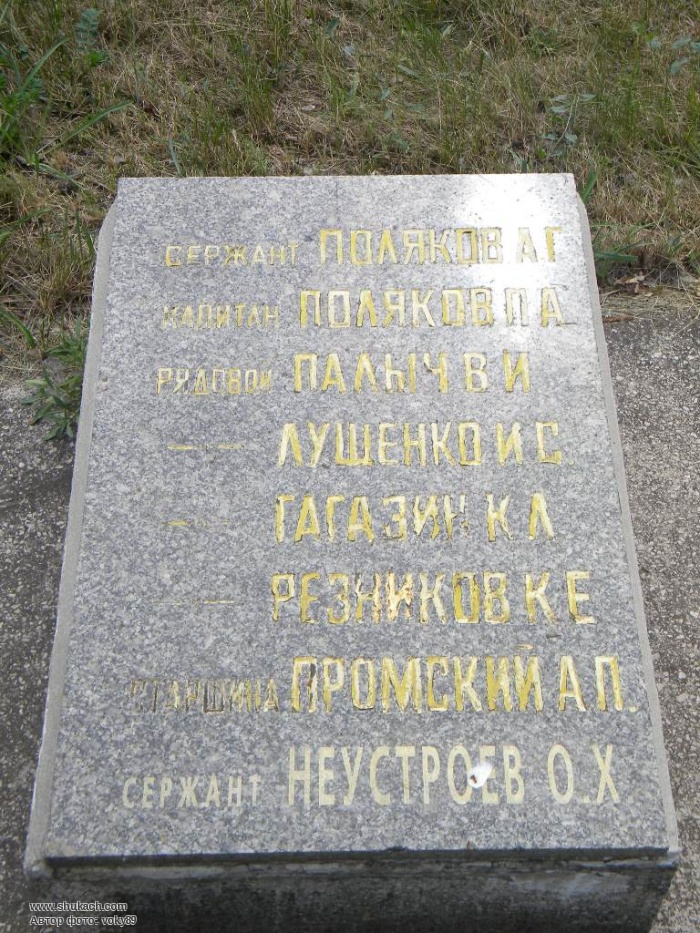 СЕРЖАНТ ПОЛЯКОВ А Г
КАПИТАН ПОЛЯКОВ П А
РЯДОВОЙ ПАЛЫЧ В И
— — ЛУЩЕНКО И С.
— — ГАГАЗИН К Л
— — РЕЗНИКОВ К Е
СТАРШИНА ПРОМСКИЙ А П.
СЕРЖАНТ НЕУСТРОЕВ О.Х
www.shukach.com
Автор фото: voky89